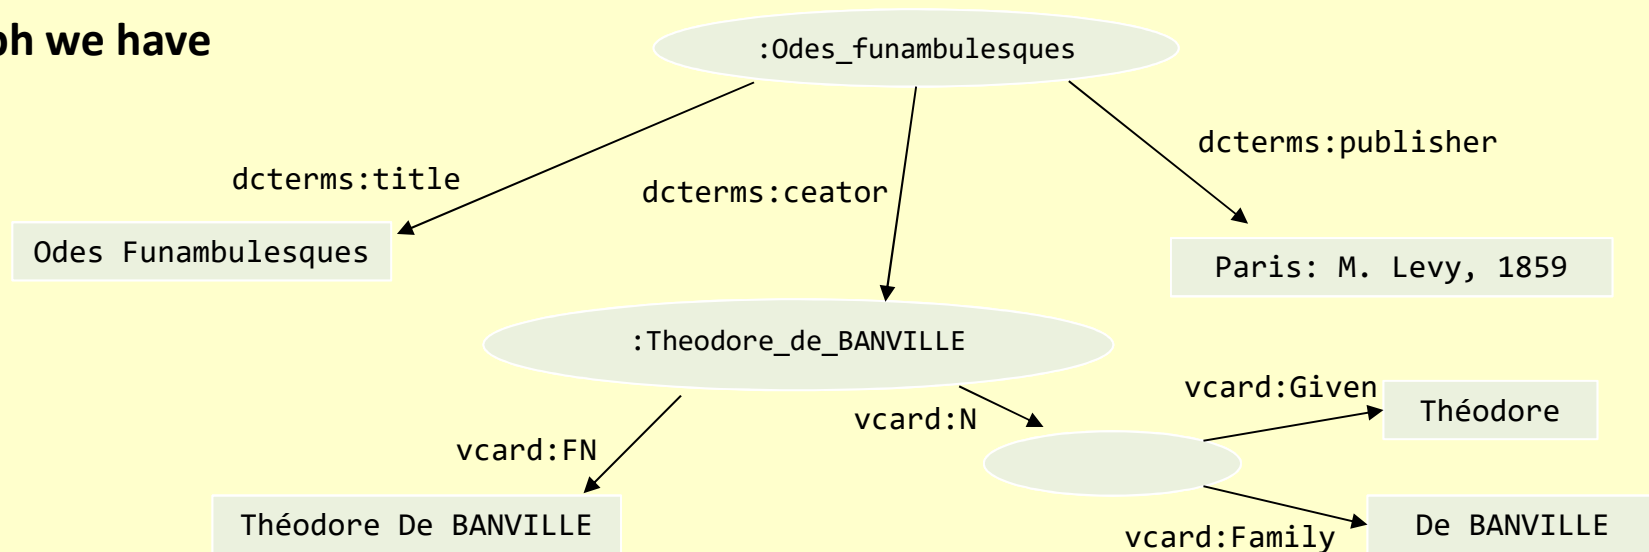 ph we have
:Odes_funambulesques
dcterms:publisher
dcterms:title
dcterms:ceator
Odes Funambulesques
Paris: M. Levy, 1859
:Theodore_de_BANVILLE
vcard:Given
Théodore
vcard:N
vcard:FN
Théodore De BANVILLE
De BANVILLE
vcard:Family